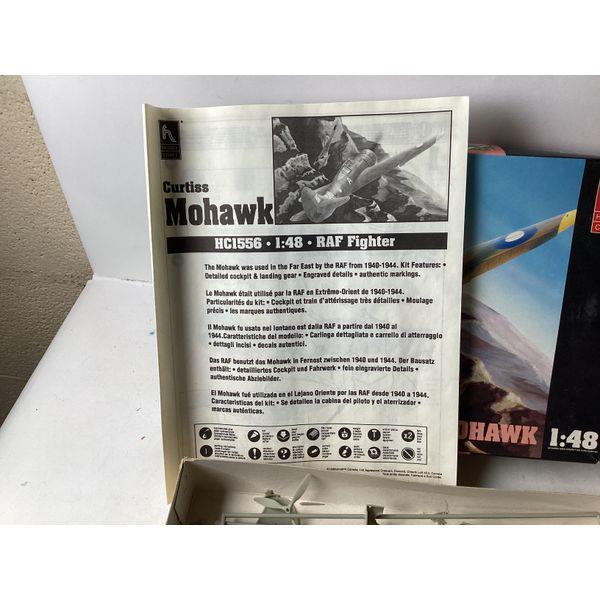 Curtiss
Mohawk
HC1556 • 1:48 • RAF Fighter
The Mohawk was used in the Far East by the RAF from 1940-1944. Kit Features: •
Detailed cockpit & landing gear • Engraved details • authentic markings.
Le Mohawk était utilisé par la RAF en Extrême-Orient de 1940-1944.
Particularités du kit: • Cockpit et train d'attérissage très détailles • Moulage
précis • les marques authentiques.
Il Mohawk fu usato nel lontano est dalla RAF a partire dal 1940 al
1944.Caratteristiche del modello: • Carlinga dettagliata e carrello di atterraggio
• dettagli incisi • decals autentici.
Das RAF benutzt das Mohawk in Fernost zwischen 1940 und 1944. Der Bausatz
enthält: • detailliertes Cockpit und Fahrwerk • fein eingravierte Details •
authentische Abziebilder.
El Mohawk fué utilizada en el Lejano Oriente por las RAF desde 1940 a 1944.
Caracteristicas del kit: • Se detallen la cabina del piloto y el aterrizador •
marcas auténticas.
x2
MOHAWK 1:48